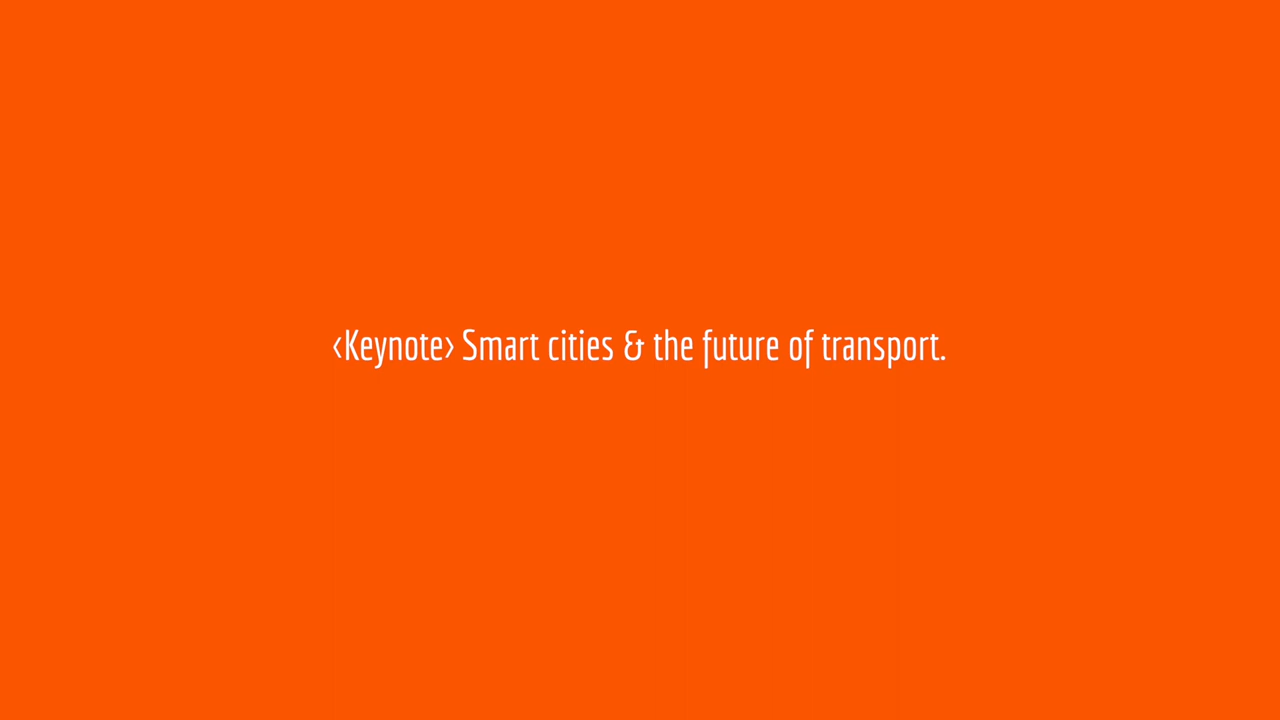 ‹Keynote› Smart cities & the future of transport.